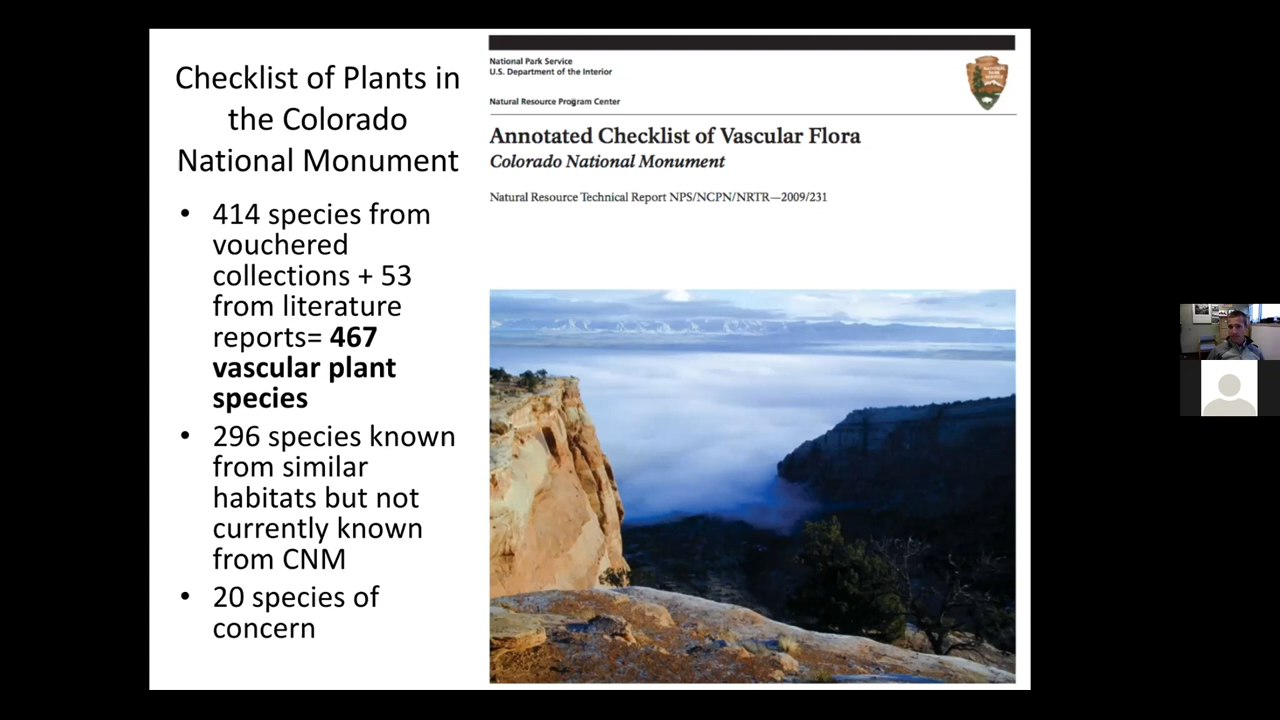 Checklist of Plants in
the Colorado
National Monument
• 414 species from
vouchered
collections + 53
from literature
reports= 467
vascular plant
species
• 296 species known
from similar
habitats but not
currently known
from CNM
• 20 species of
concern
National Park Service
U.S. Department of the Interior
Natural Resource Program Center
Annotated Checklist of Vascular Flora
Colorado National Monument
Natural Resource Technical Report NPS/NCPN/NRTR—2009/231